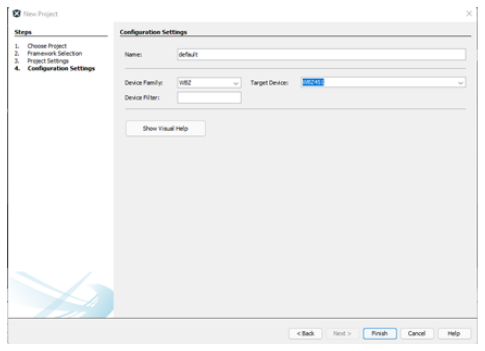 New Project
Steps
1. Choose Project
2. Framework Selection
3. Project Settings
4. Configuration Settings
Configuration Settings
Name: default
Device Family: WBZ Target Device: WBZ451
Device Filter:
Show Visual Help
< Back Next > Finish Cancel Help